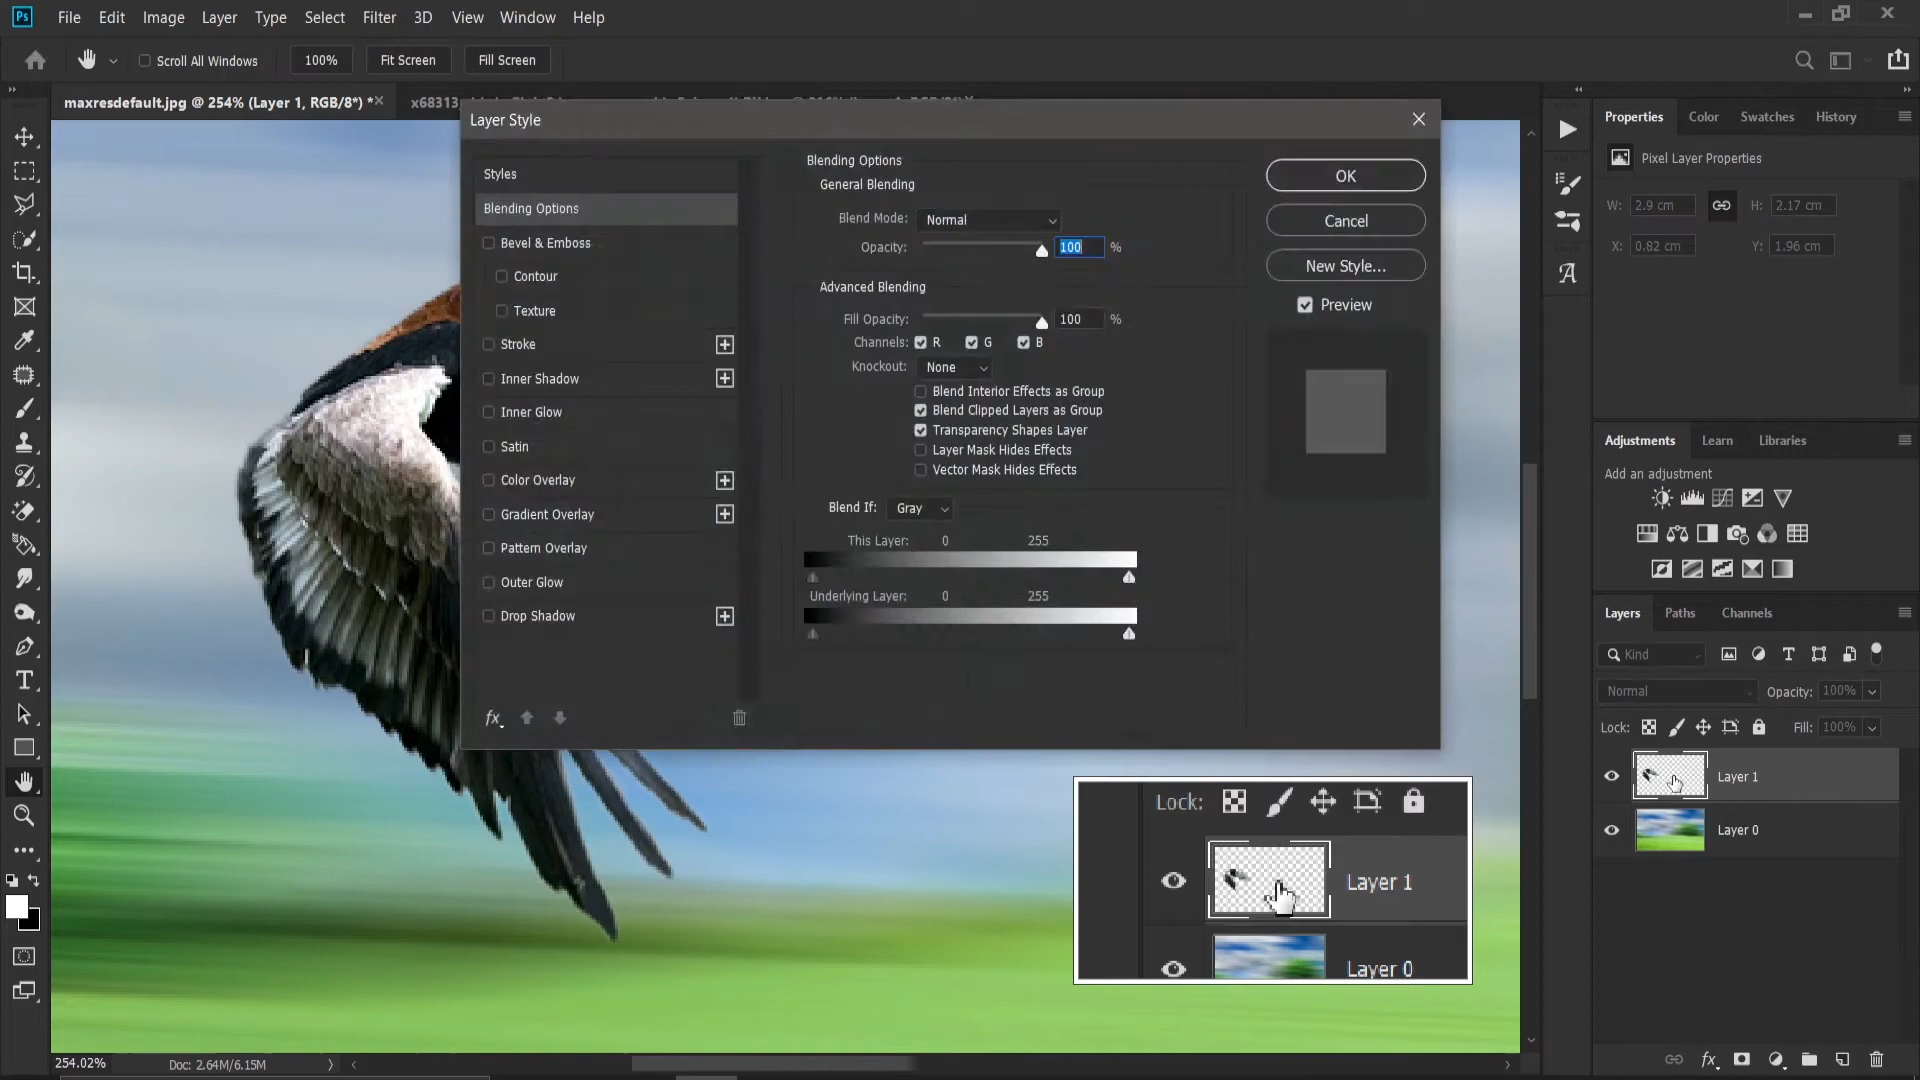 Ps File Edit Image Layer Type Select Filter 3D View Window Help
Scroll All Windows 100% Fit Screen Fill Screen
maxresdefault.jpg @ 254% (Layer 1, RGB/8*) * x68313
Layer Style
Styles
Blending Options
Bevel & Emboss
Contour
Texture
Stroke
Inner Shadow
Inner Glow
Satin
Color Overlay
Gradient Overlay
Pattern Overlay
Outer Glow
Drop Shadow
fx
Blending Options
General Blending
Blend Mode: Normal
Opacity: 100 %
Advanced Blending
Fill Opacity: 100 %
Channels: R G B
Knockout: None
Blend Interior Effects as Group
Blend Clipped Layers as Group
Transparency Shapes Layer
Layer Mask Hides Effects
Vector Mask Hides Effects
Blend If: Gray
This Layer: 0 255
Underlying Layer: 0 255
OK
Cancel
New Style...
Preview
Properties Color Swatches History
Pixel Layer Properties
W: 2.9 cm H: 2.17 cm
X: 0.82 cm Y: 1.96 cm
Adjustments Learn Libraries
Add an adjustment
Layers Paths Channels
Kind
Normal Opacity: 100%
Lock: Fill: 100%
Layer 1
Layer 0
fx
Lock:
Layer 1
Layer 0
254.02% Doc: 2.64M/6.15M